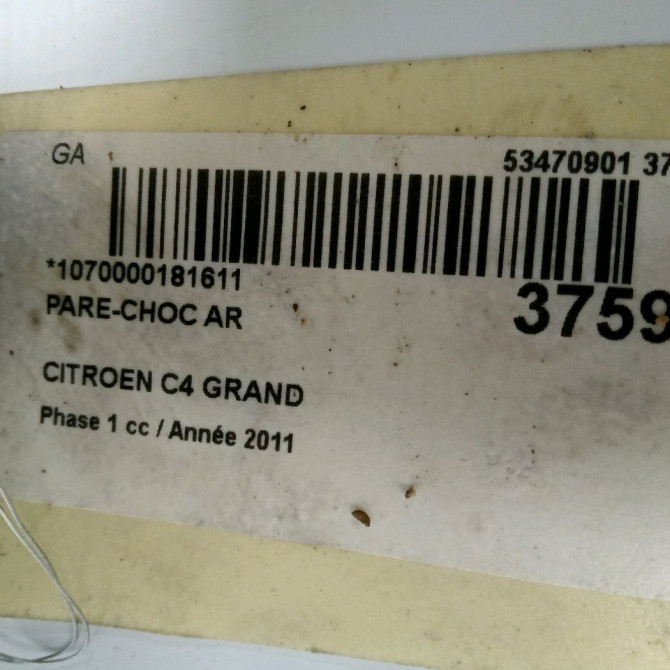 GA
53470901 37
*1070000181611
3759
PARE-CHOC AR
CITROEN C4 GRAND
Phase 1 cc / Année 2011